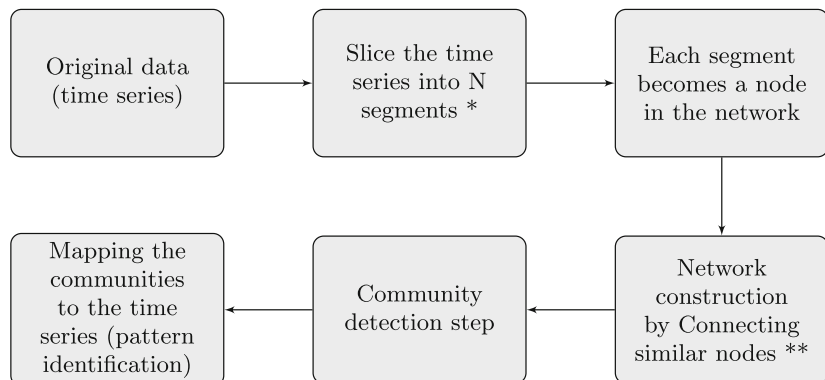 Original data
(time series)
Slice the time
series into N
segments *
Each segment
becomes a node
in the network
Network
construction
by Connecting
similar nodes **
Community
detection step
Mapping the
communities
to the time
series (pattern
identification)